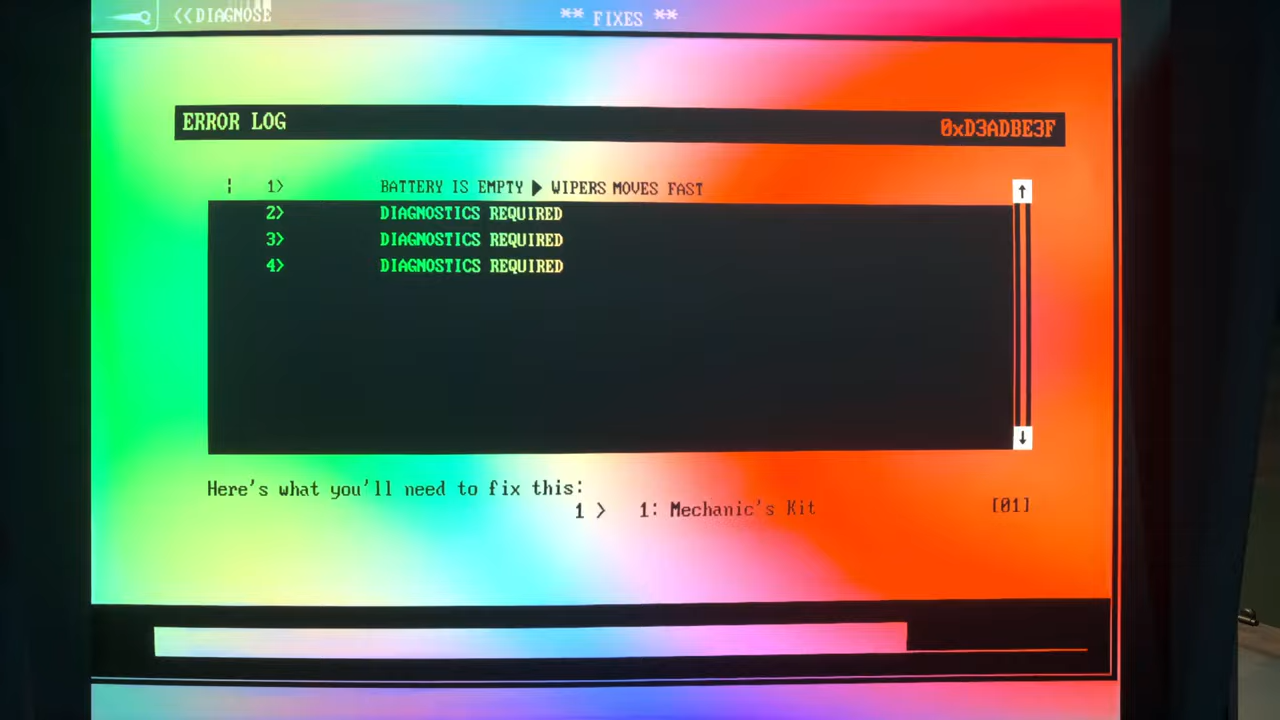 <<DIAGNOSE
** FIXES **
ERROR LOG
0xD3ADBE3F
1> BATTERY IS EMPTY ▶ WIPERS MOVES FAST
2> DIAGNOSTICS REQUIRED
3> DIAGNOSTICS REQUIRED
4> DIAGNOSTICS REQUIRED
Here's what you'll need to fix this:
1 > 1: Mechanic's Kit [01]